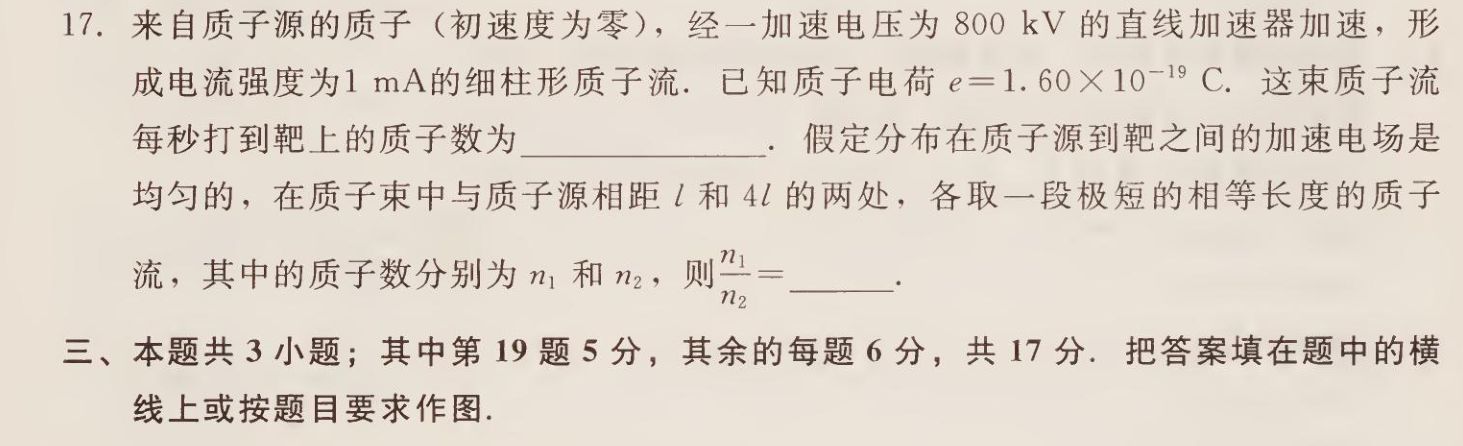 17. 来自质子源的质子（初速度为零），经一加速电压为 800 kV 的直线加速器加速，形
成电流强度为1 mA的细柱形质子流. 已知质子电荷 e=1.60×10⁻¹⁹ C. 这束质子流
每秒打到靶上的质子数为____________. 假定分布在质子源到靶之间的加速电场是
均匀的，在质子束中与质子源相距 l 和 4l 的两处，各取一段极短的相等长度的质子
流，其中的质子数分别为 n₁ 和 n₂，则n₁/n₂=______.
三、本题共 3 小题；其中第 19 题 5 分，其余的每题 6 分，共 17 分. 把答案填在题中的横
线上或按题目要求作图.